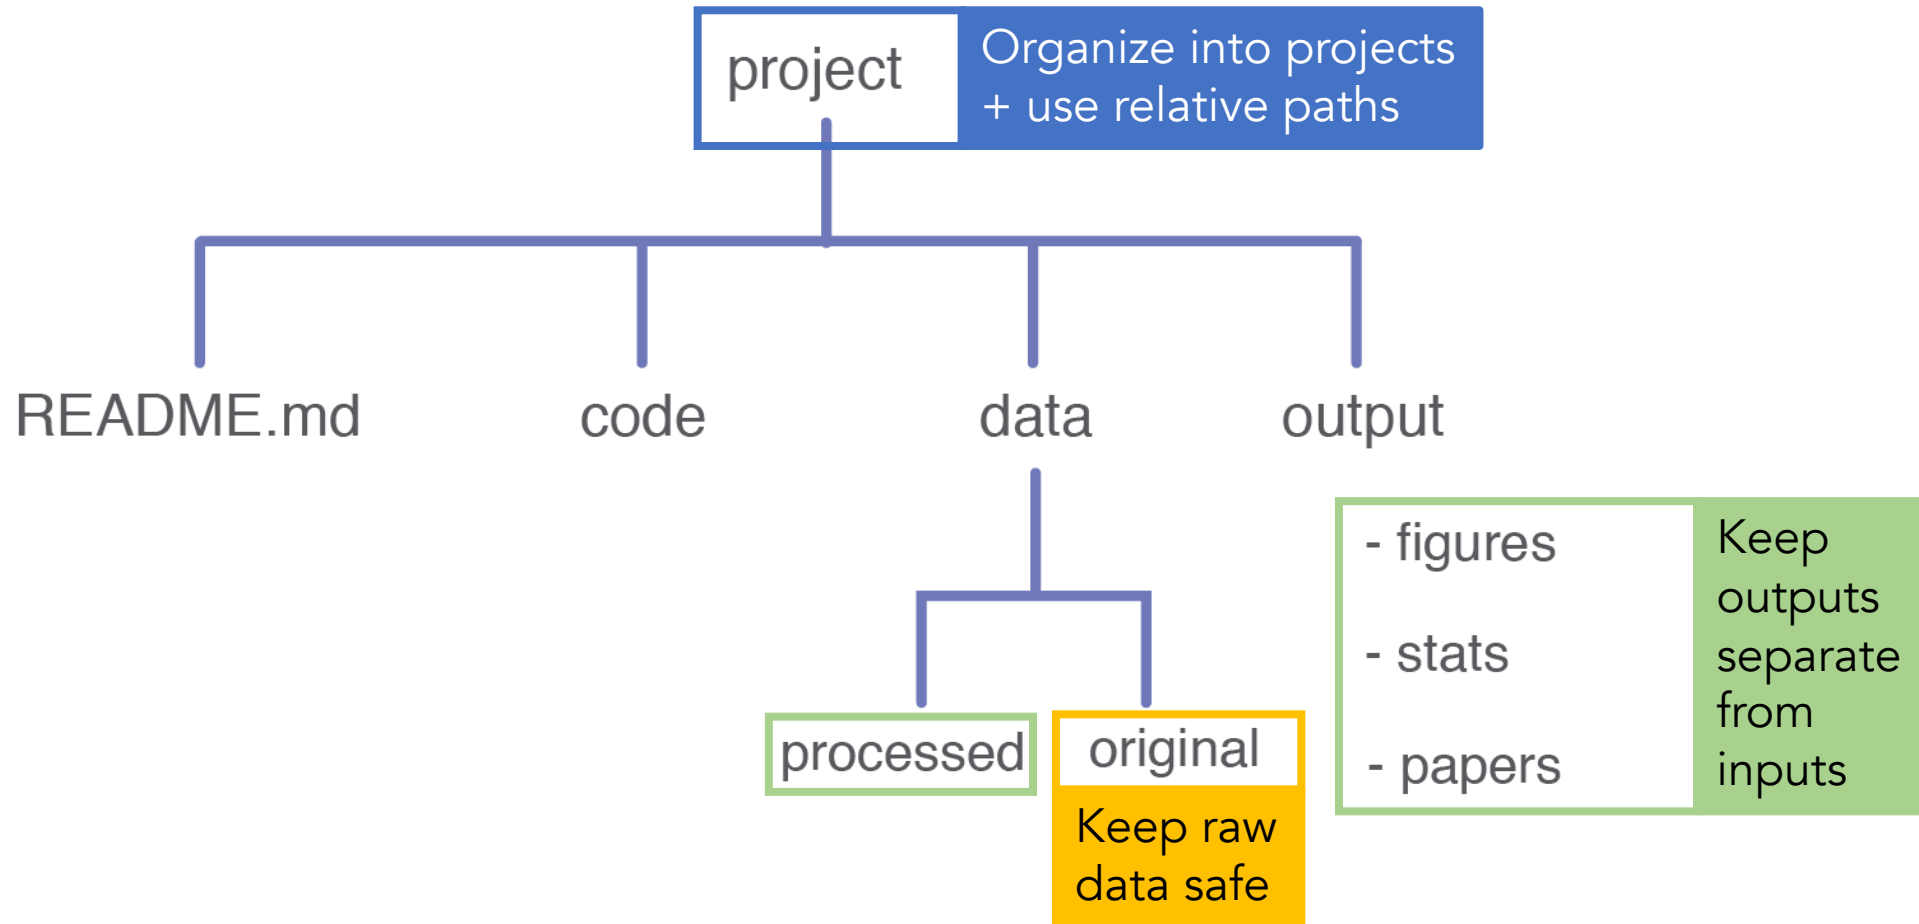 project
Organize into projects
+ use relative paths
README.md
code
data
output
- figures
- stats
- papers
Keep
outputs
separate
from
inputs
processed
original
Keep raw
data safe